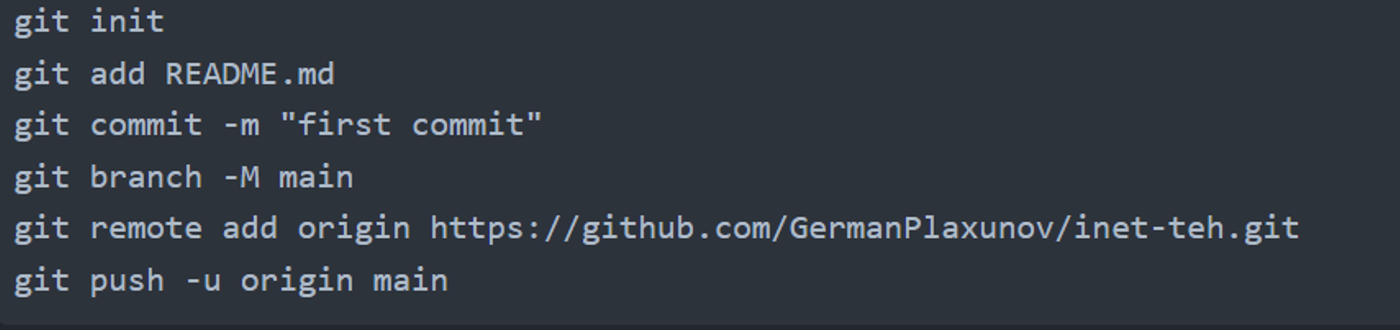 git init
git add README.md
git commit -m "first commit"
git branch -M main
git remote add origin https://github.com/GermanPlaxunov/inet-teh.git
git push -u origin main